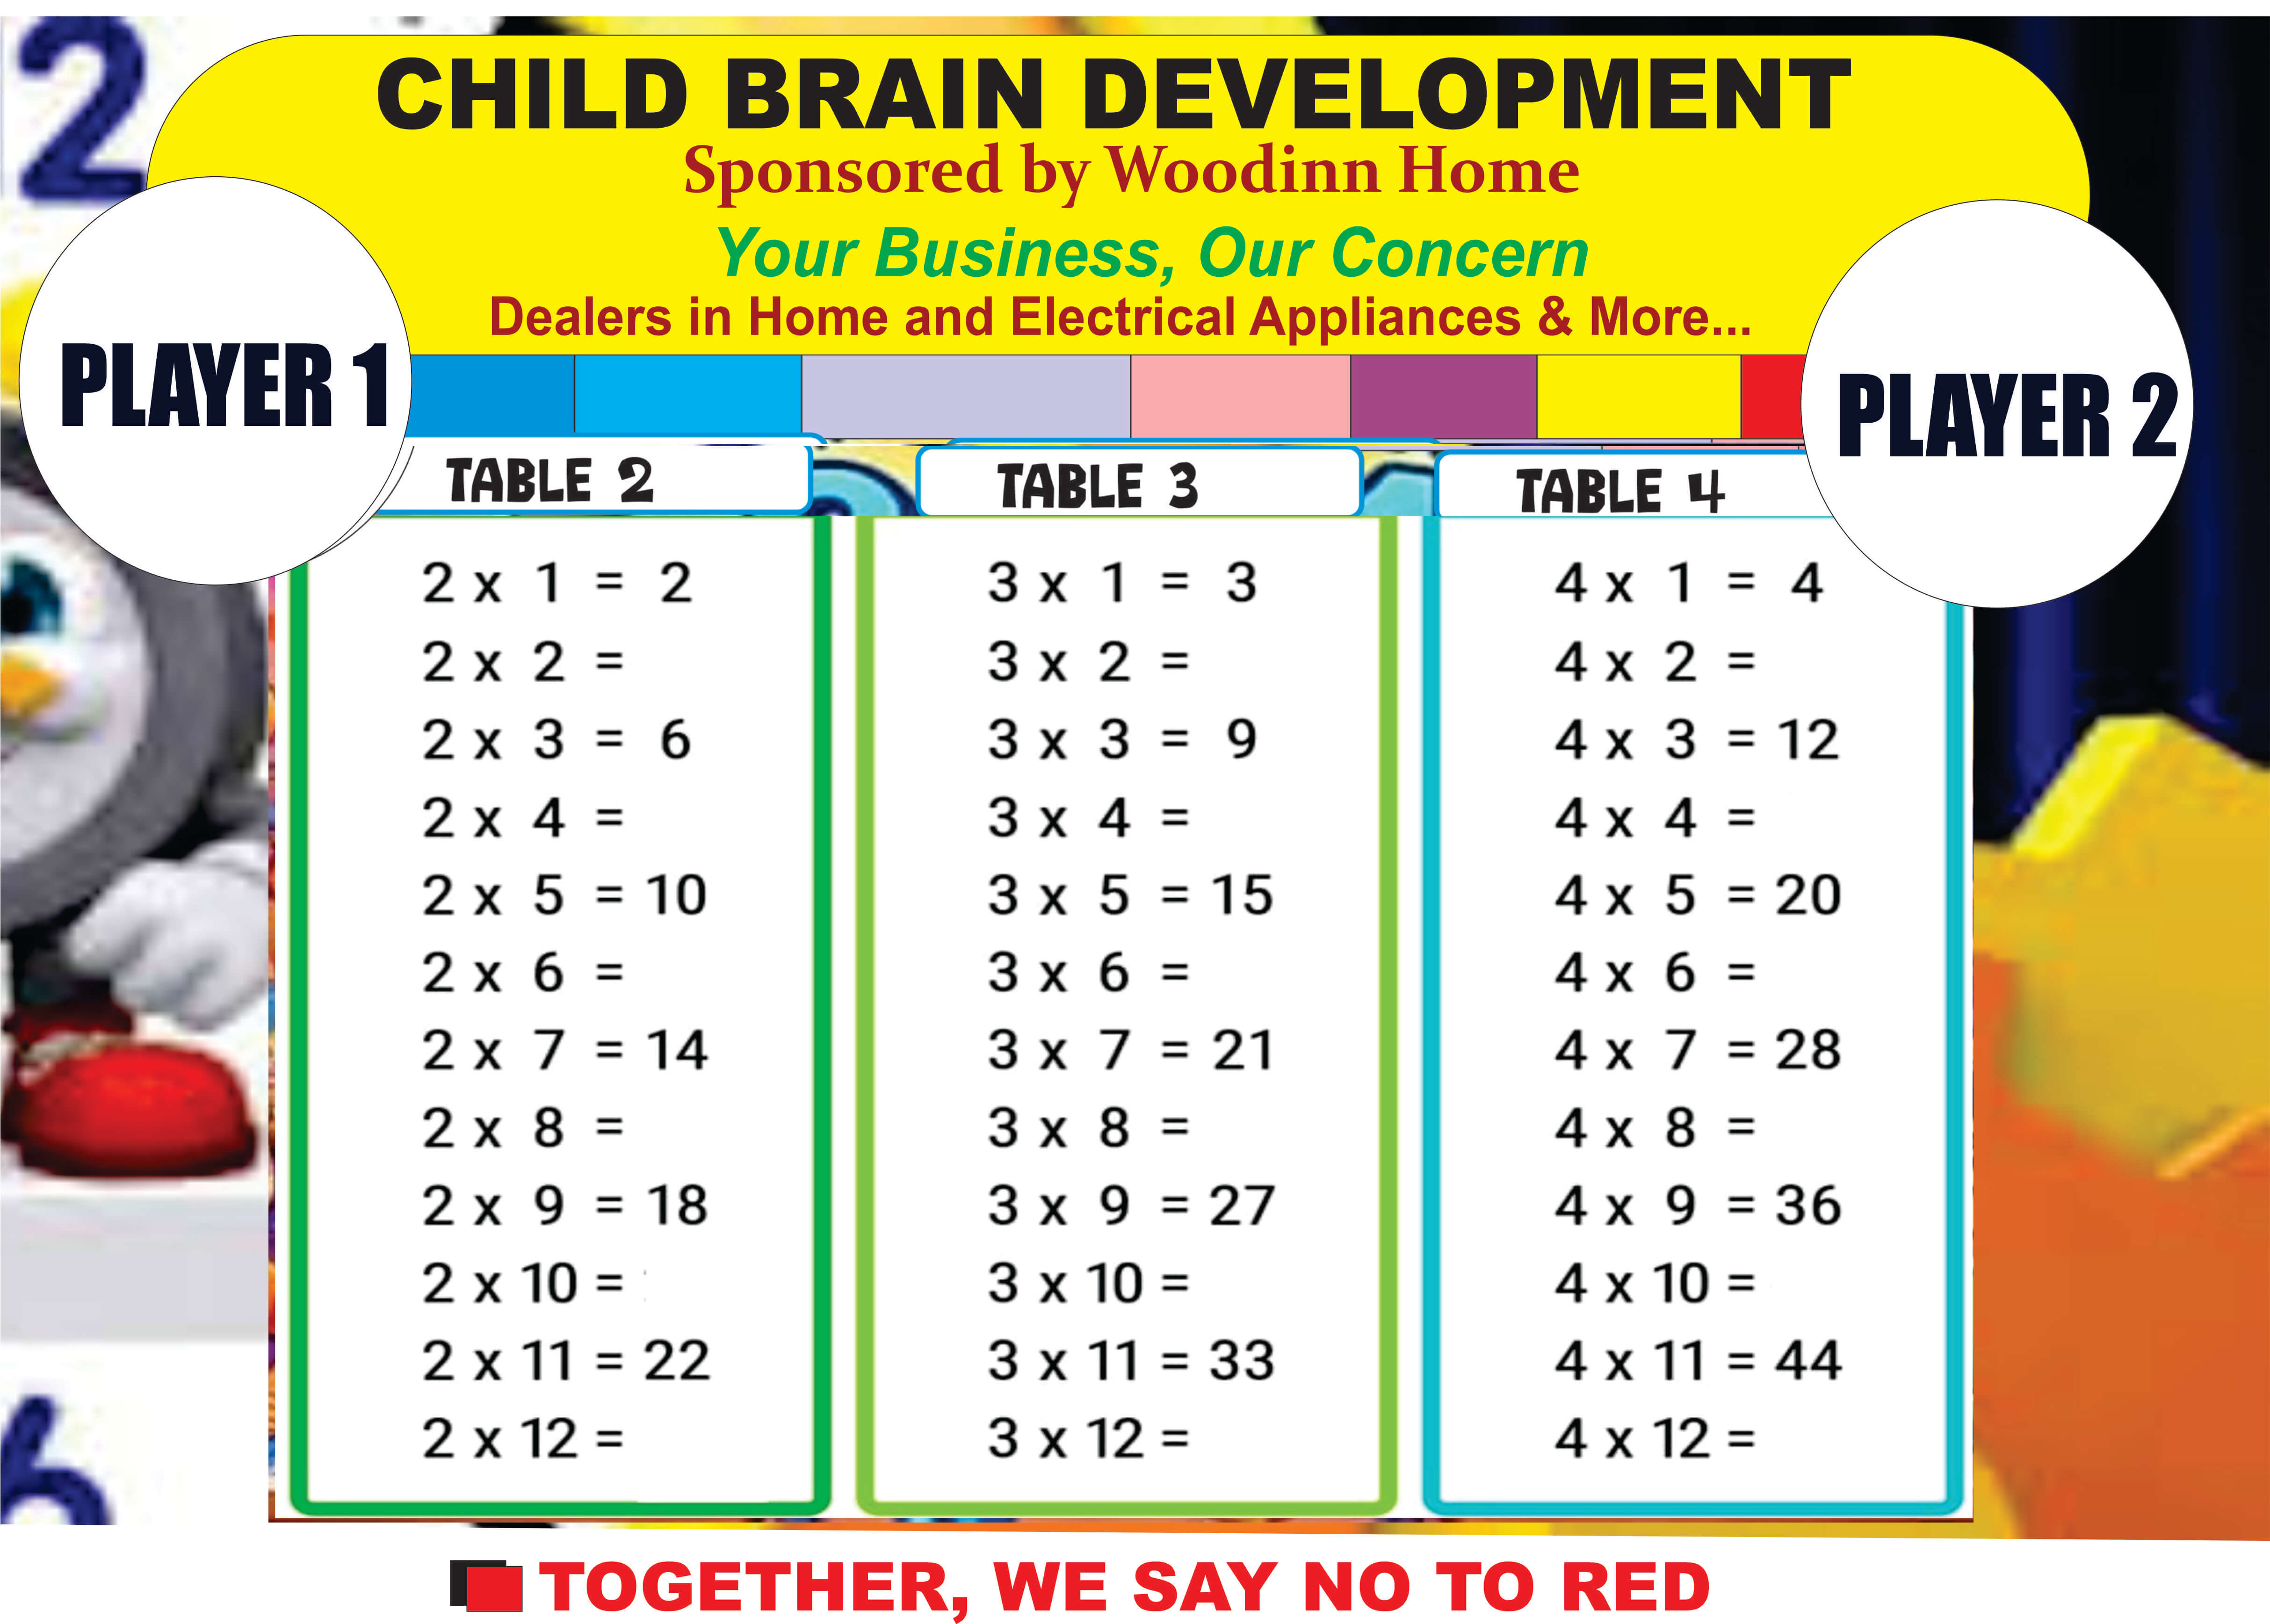 2
CHILD BRAIN DEVELOPMENT
Sponsored by Woodinn Home
Your Business, Our Concern
Dealers in Home and Electrical Appliances & More...
PLAYER 1
PLAYER 2
TABLE 2
2 x 1 = 2
2 x 2 =
2 x 3 = 6
2 x 4 =
2 x 5 = 10
2 x 6 =
2 x 7 = 14
2 x 8 =
2 x 9 = 18
2 x 10 =
2 x 11 = 22
2 x 12 =
TABLE 3
3 x 1 = 3
3 x 2 =
3 x 3 = 9
3 x 4 =
3 x 5 = 15
3 x 6 =
3 x 7 = 21
3 x 8 =
3 x 9 = 27
3 x 10 =
3 x 11 = 33
3 x 12 =
TABLE 4
4 x 1 = 4
4 x 2 =
4 x 3 = 12
4 x 4 =
4 x 5 = 20
4 x 6 =
4 x 7 = 28
4 x 8 =
4 x 9 = 36
4 x 10 =
4 x 11 = 44
4 x 12 =
6
TOGETHER, WE SAY NO TO RED